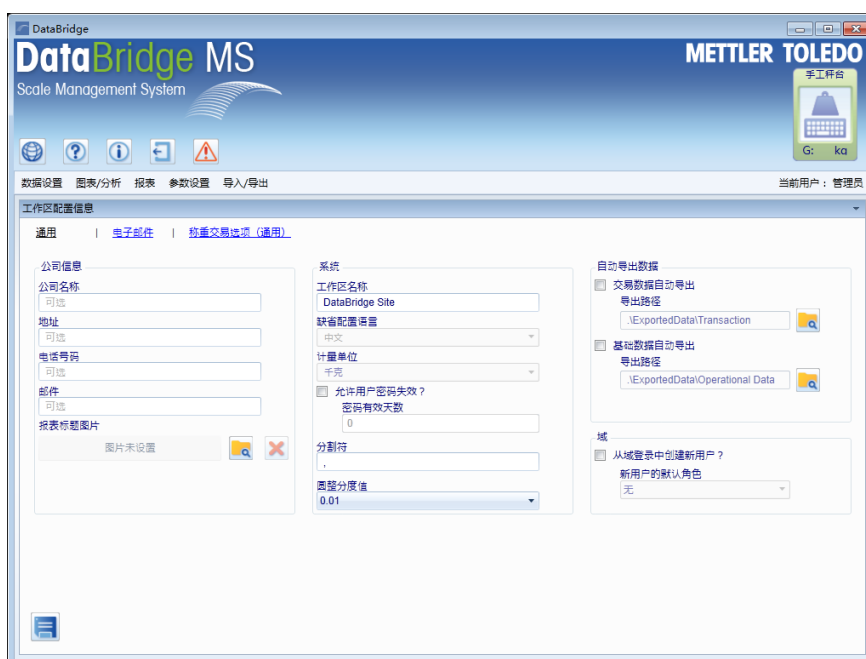 DataBridge
DataBridge MS
Scale Management System
METTLER TOLEDO
手工秤台
G: kg
数据设置 图表/分析 报表 参数设置 导入/导出
当前用户： 管理员
工作区配置信息
通用 | 电子邮件 | 称重交易选项（通用）
公司信息
公司名称
可选
地址
可选
电话号码
可选
邮件
可选
报表标题图片
图片未设置
系统
工作区名称
DataBridge Site
缺省配置语言
中文
计量单位
千克
允许用户密码失效？
密码有效天数
0
分割符
,
圆整分度值
0.01
自动导出数据
交易数据自动导出
导出路径
.\ExportedData\Transaction
基础数据自动导出
导出路径
.\ExportedData\Operational Data
域
从域登录中创建新用户？
新用户的默认角色
无